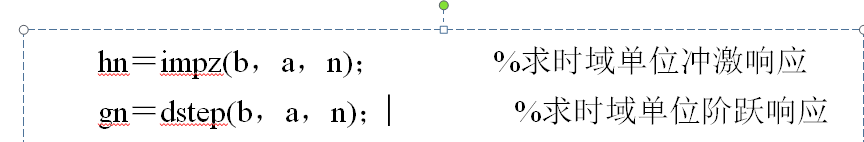 hn＝impz(b，a，n)； %求时域单位冲激响应
gn＝dstep(b，a，n)； %求时域单位阶跃响应